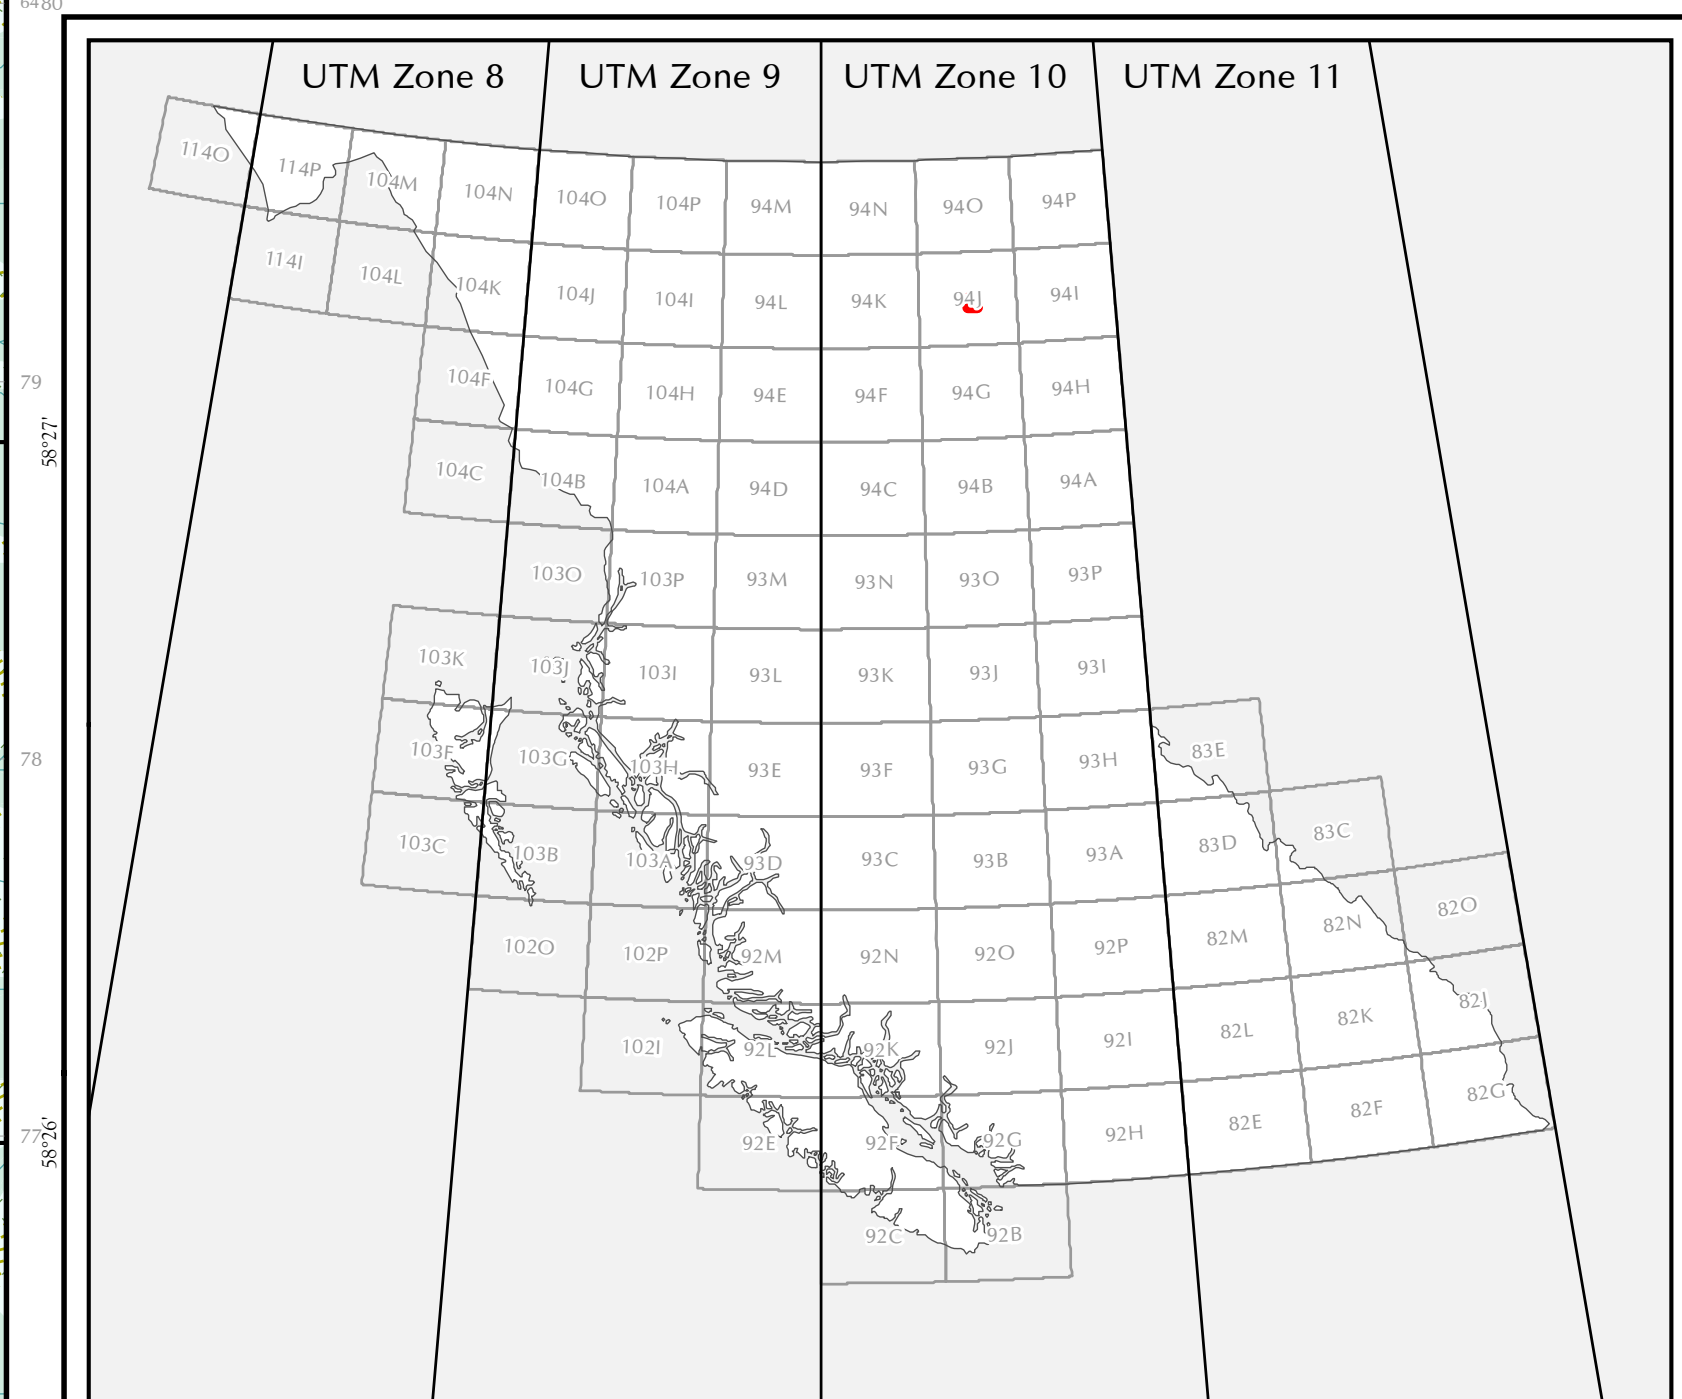 6480
UTM Zone 8 UTM Zone 9 UTM Zone 10 UTM Zone 11
114O 114P 104M 104N 104O 104P 94M 94N 94O 94P
114I 104L 104K 104J 104I 94L 94K 94J 94I
79
104F 104G 104H 94E 94F 94G 94H
58°27'
104C 104B 104A 94D 94C 94B 94A
103O 103P 93M 93N 93O 93P
103K 103J 103I 93L 93K 93J 93I
78
103F 103G 103H 93E 93F 93G 93H 83E
103C 103B 103A 93D 93C 93B 93A 83D 83C
102O 102P 92M 92N 92O 92P 82M 82N 82O
102I 92L 92K 92J 92I 82L 82K 82J
77
58°26'
92E 92F 92G 92H 82E 82F 82G
92C 92B